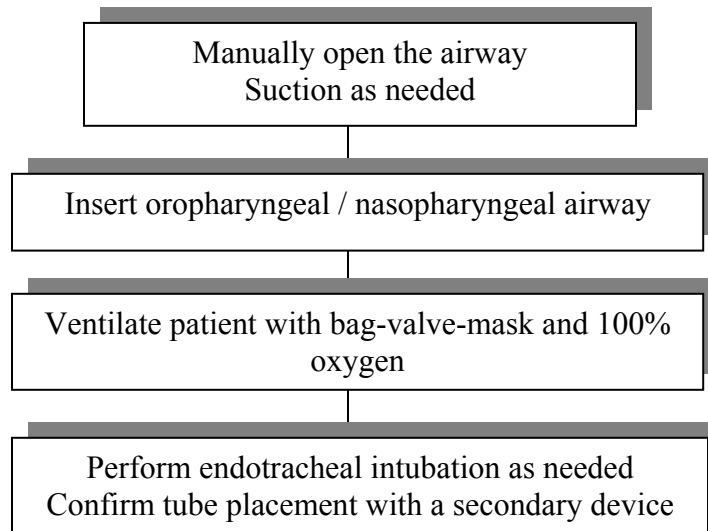 Manually open the airway
Suction as needed
Insert oropharyngeal / nasopharyngeal airway
Ventilate patient with bag-valve-mask and 100%
oxygen
Perform endotracheal intubation as needed
Confirm tube placement with a secondary device